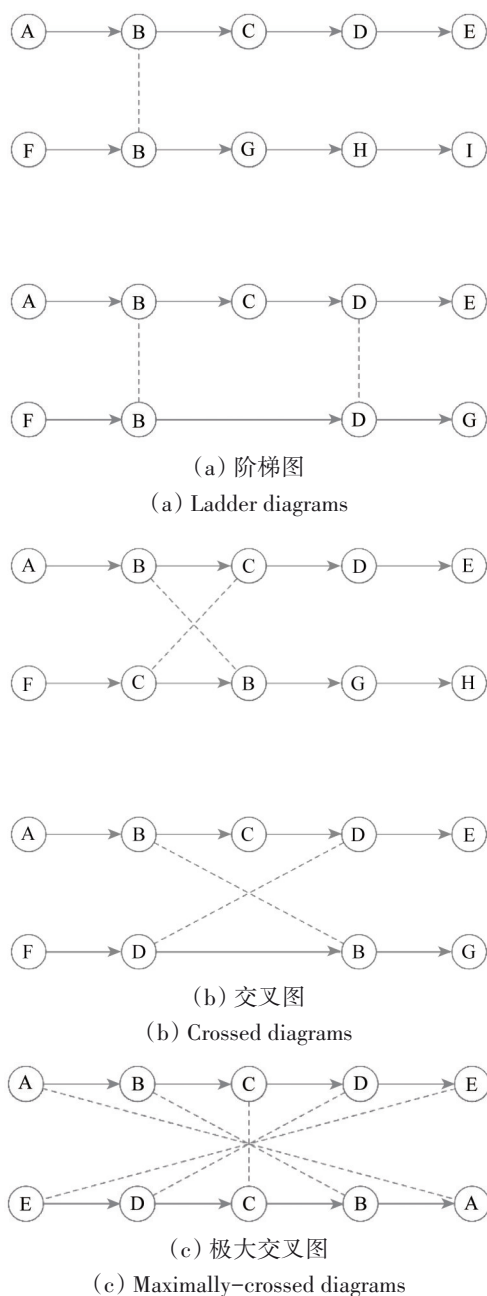 A B C D E
F B G H I
A B C D E
F B D G
(a) 阶梯图
(a) Ladder diagrams
A B C D E
F C B G H
A B C D E
F D B G
(b) 交叉图
(b) Crossed diagrams
A B C D E
E D C B A
(c) 极大交叉图
(c) Maximally-crossed diagrams